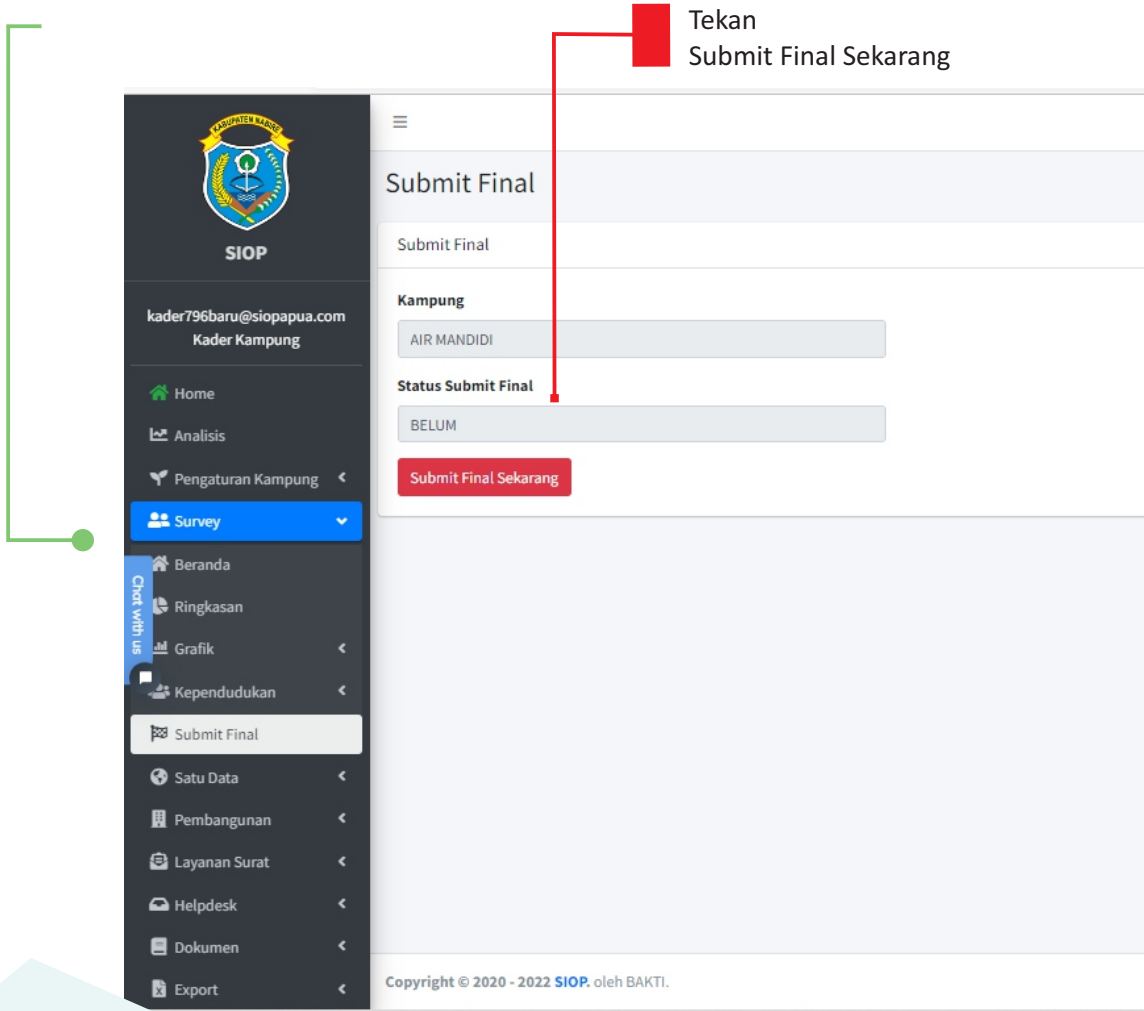 Tekan
Submit Final Sekarang
KABUPATEN NABIRE
SIOP
kader796baru@siopapua.com
Kader Kampung
Home
Analisis
Pengaturan Kampung
Survey
Beranda
Ringkasan
Grafik
Kependudukan
Submit Final
Satu Data
Pembangunan
Layanan Surat
Helpdesk
Dokumen
Export
Chat with us
Submit Final
Submit Final
Kampung
AIR MANDIDI
Status Submit Final
BELUM
Submit Final Sekarang
Copyright © 2020 - 2022 SIOP. oleh BAKTI.